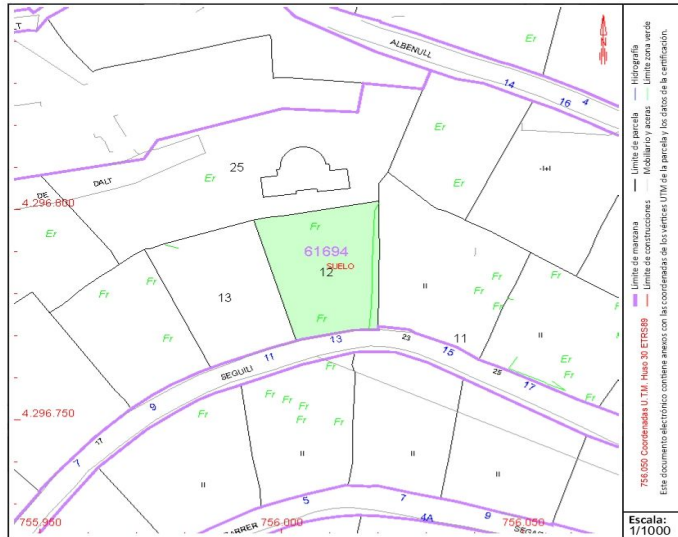 LT
ALBENULL
Er
14
16
4
Er
25
Er
Er
DE
DALT
4.296.800
Er
Fr
61694
SUELO
12
II
Fr
Fr
II
Fr
Fr
Fr
13
Fr
Fr
13
23
15
11
11
SEGUILI
25
17
Er
Fr
Fr
9
4.296.750
Fr
Fr
Fr
Fr
Fr
Fr
17
7
II
II
II
II
5
7
9
4A
755.950
756.000
756.050
CARRER
Límite de manzana
Límite de parcela
Hidrografía
Límite de construcciones
Mobiliario y aceras
Límite zona verde
756.050 Coordenadas U.T.M. Huso 30 ETRS89
Este documento electrónico contiene anexos con las coordenadas de los vértices UTM de la parcela y los datos de la certificación.
Escala:
1/1000